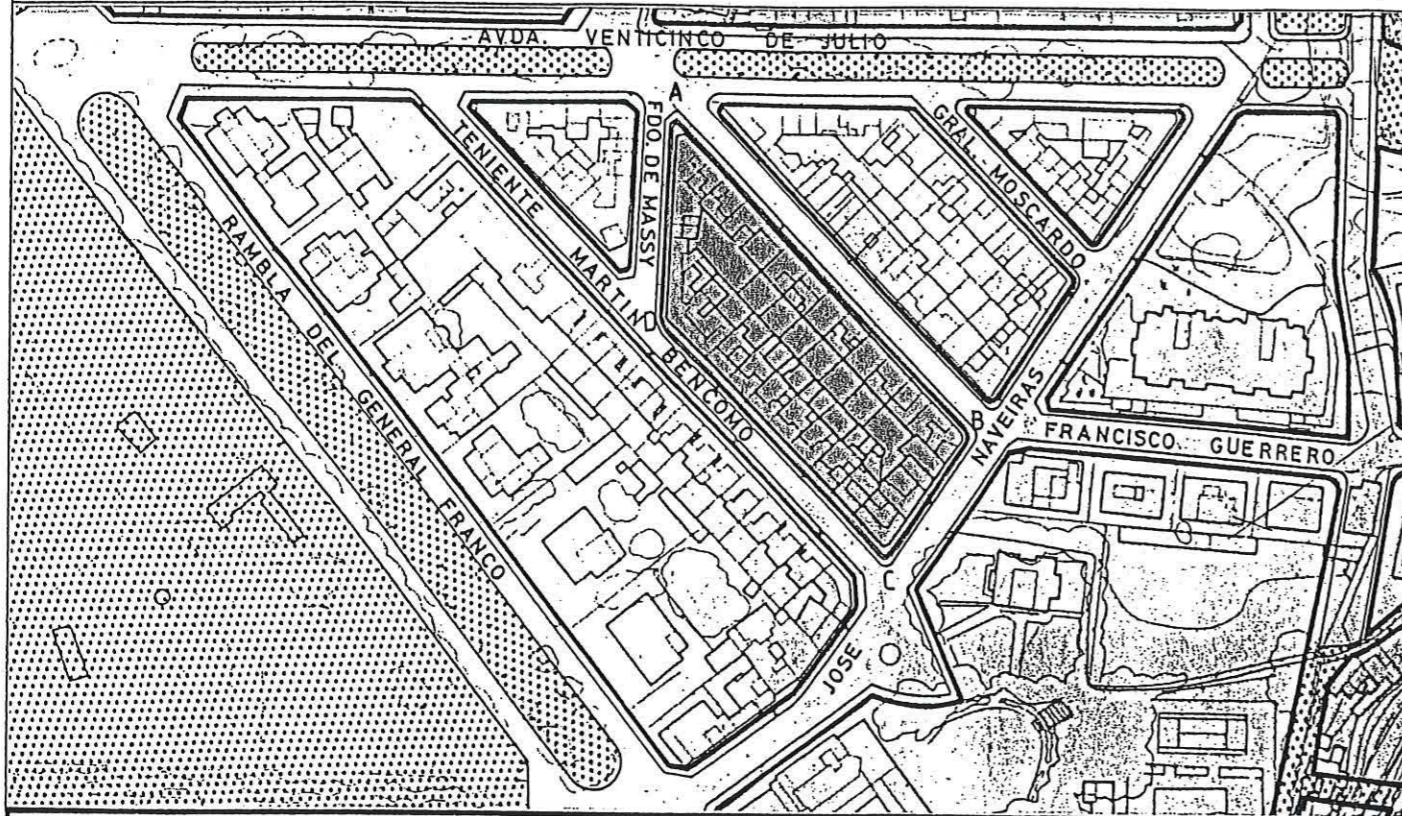 AVDA. VENTICINCO DE JULIO
A
FDO. DE MASSY
TENIENTE MARTIN BENCOMO
GRAL. MOSCARDO
RAMBLA DEL GENERAL FRANCO
D
B
JOSE NAVEIRAS
FRANCISCO GUERRERO
C